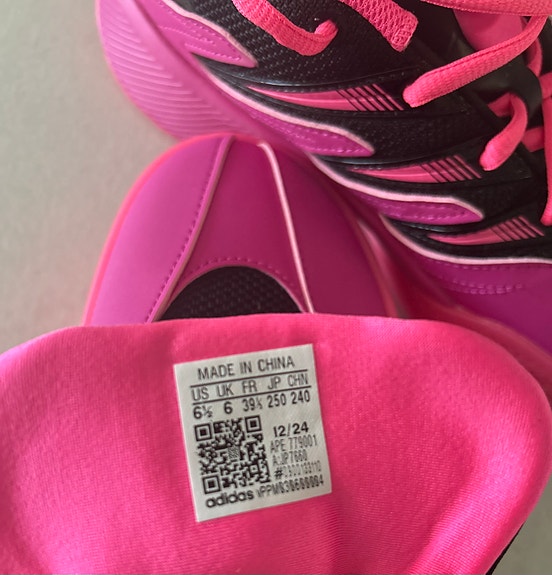 MADE IN CHINA
US UK FR JP CHN
6½ 6 39⅓ 250 240
12/24
APE 779001
A:JP7660
adidas